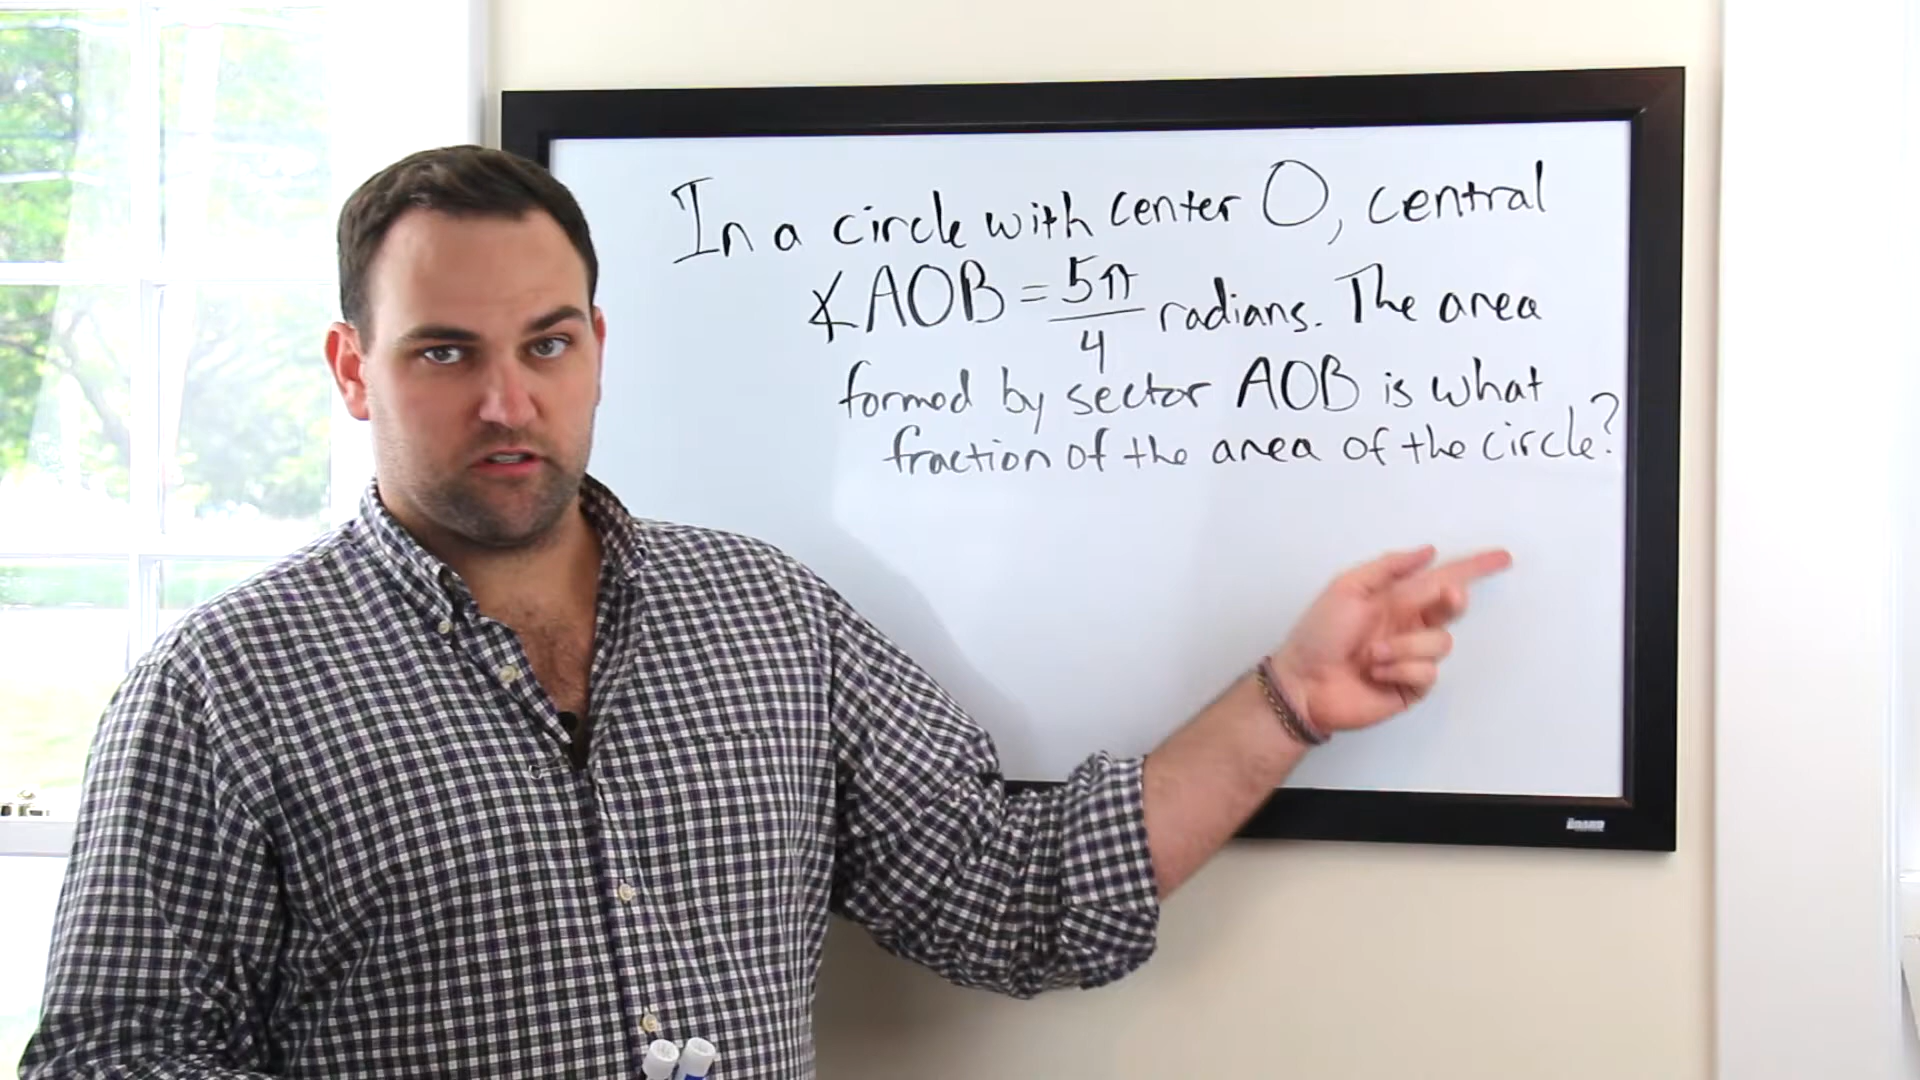 In a circle with center O, central
∡AOB = 5π/4 radians. The area
formed by sector AOB is what
fraction of the area of the circle?